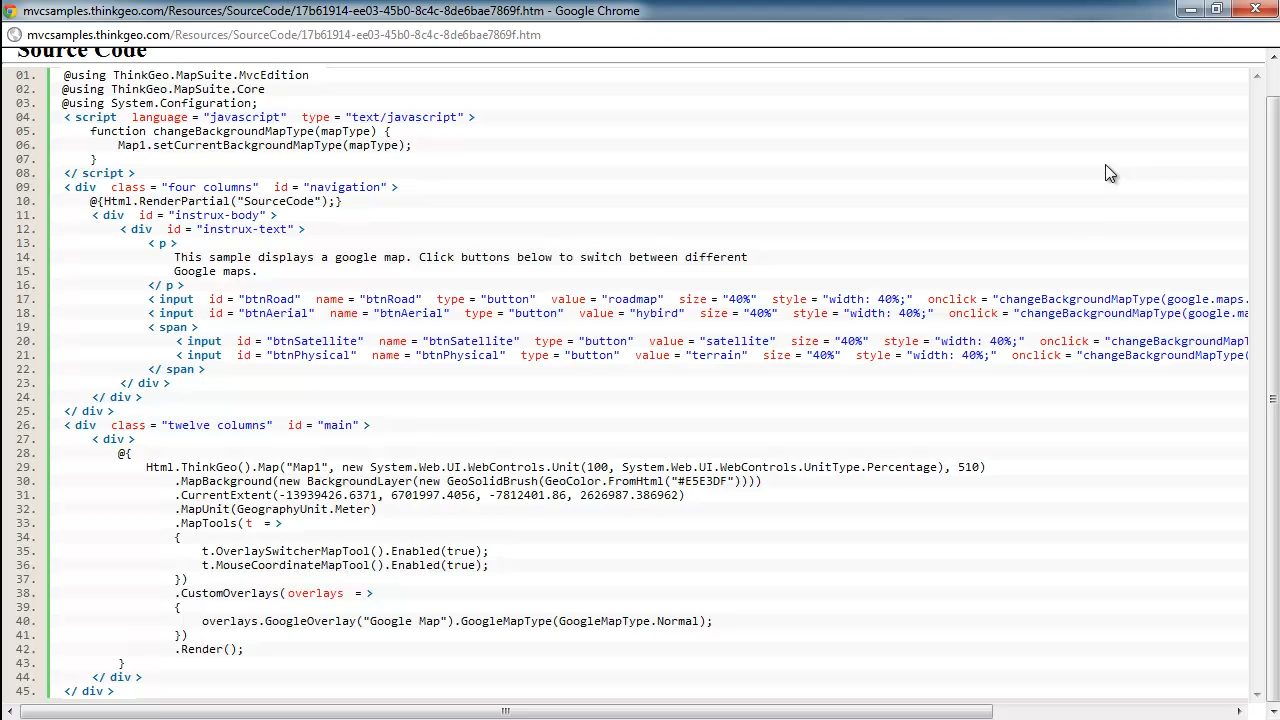 mvcsamples.thinkgeo.com/Resources/SourceCode/17b61914-ee03-45b0-8c4c-8de6bae7869f.htm - Google Chrome
mvcsamples.thinkgeo.com/Resources/SourceCode/17b61914-ee03-45b0-8c4c-8de6bae7869f.htm
Source Code
01. @using ThinkGeo.MapSuite.MvcEdition
02. @using ThinkGeo.MapSuite.Core
03. @using System.Configuration;
04. < script language = "javascript" type = "text/javascript" >
05. function changeBackgroundMapType(mapType) {
06. Map1.setCurrentBackgroundMapType(mapType);
07. }
08. </ script >
09. < div class = "four columns" id = "navigation" >
10. @{Html.RenderPartial("SourceCode");}
11. < div id = "instrux-body" >
12. < div id = "instrux-text" >
13. < p >
14. This sample displays a google map. Click buttons below to switch between different
15. Google maps.
16. </ p >
17. < input id = "btnRoad" name = "btnRoad" type = "button" value = "roadmap" size = "40%" style = "width: 40%;" onclick = "changeBackgroundMapType(google.maps.
18. < input id = "btnAerial" name = "btnAerial" type = "button" value = "hybird" size = "40%" style = "width: 40%;" onclick = "changeBackgroundMapType(google.ma
19. < span >
20. < input id = "btnSatellite" name = "btnSatellite" type = "button" value = "satellite" size = "40%" style = "width: 40%;" onclick = "changeBackgroundMapT
21. < input id = "btnPhysical" name = "btnPhysical" type = "button" value = "terrain" size = "40%" style = "width: 40%;" onclick = "changeBackgroundMapType(
22. </ span >
23. </ div >
24. </ div >
25. </ div >
26. < div class = "twelve columns" id = "main" >
27. < div >
28. @{
29. Html.ThinkGeo().Map("Map1", new System.Web.UI.WebControls.Unit(100, System.Web.UI.WebControls.UnitType.Percentage), 510)
30. .MapBackground(new BackgroundLayer(new GeoSolidBrush(GeoColor.FromHtml("#E5E3DF"))))
31. .CurrentExtent(-13939426.6371, 6701997.4056, -7812401.86, 2626987.386962)
32. .MapUnit(GeographyUnit.Meter)
33. .MapTools(t = >
34. {
35. t.OverlaySwitcherMapTool().Enabled(true);
36. t.MouseCoordinateMapTool().Enabled(true);
37. })
38. .CustomOverlays(overlays = >
39. {
40. overlays.GoogleOverlay("Google Map").GoogleMapType(GoogleMapType.Normal);
41. })
42. .Render();
43. }
44. </ div >
45. </ div >